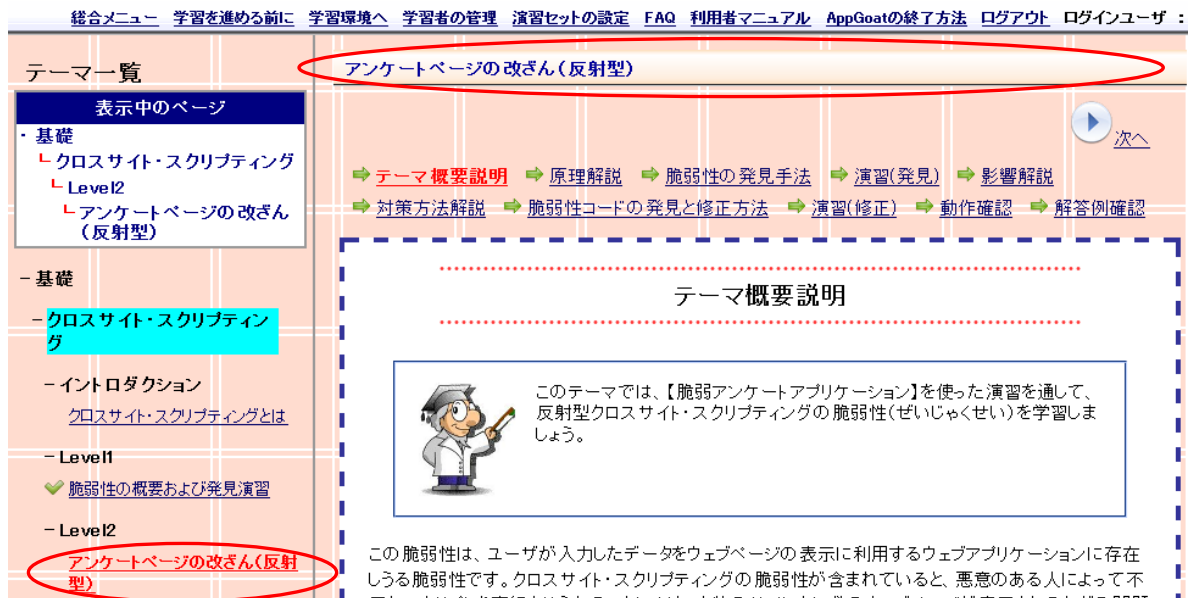 総合メニュー 学習を進める前に 学習環境へ 学習者の管理 演習セットの設定 FAQ 利用者マニュアル AppGoatの終了方法 ログアウト ログインユーザ :
テーマ一覧
表示中のページ
・基礎
クロスサイト・スクリプティング
Level2
アンケートページの改ざん
(反射型)
－基礎
－クロスサイト・スクリプティン
グ
－イントロダクション
クロスサイト・スクリプティングとは
－Level1
脆弱性の概要および発見演習
－Level2
アンケートページの改ざん(反射
型)
アンケートページの改ざん(反射型)
次へ
テーマ概要説明 原理解説 脆弱性の発見手法 演習(発見) 影響解説
対策方法解説 脆弱性コードの発見と修正方法 演習(修正) 動作確認 解答例確認
テーマ概要説明
このテーマでは、【脆弱アンケートアプリケーション】を使った演習を通して、
反射型クロスサイト・スクリプティングの脆弱性(ぜいじゃくせい)を学習しま
しょう。
この脆弱性は、ユーザが入力したデータをウェブページの表示に利用するウェブアプリケーションに存在
しうる脆弱性です。クロスサイト・スクリプティングの脆弱性が含まれていると、悪意のある人によって不